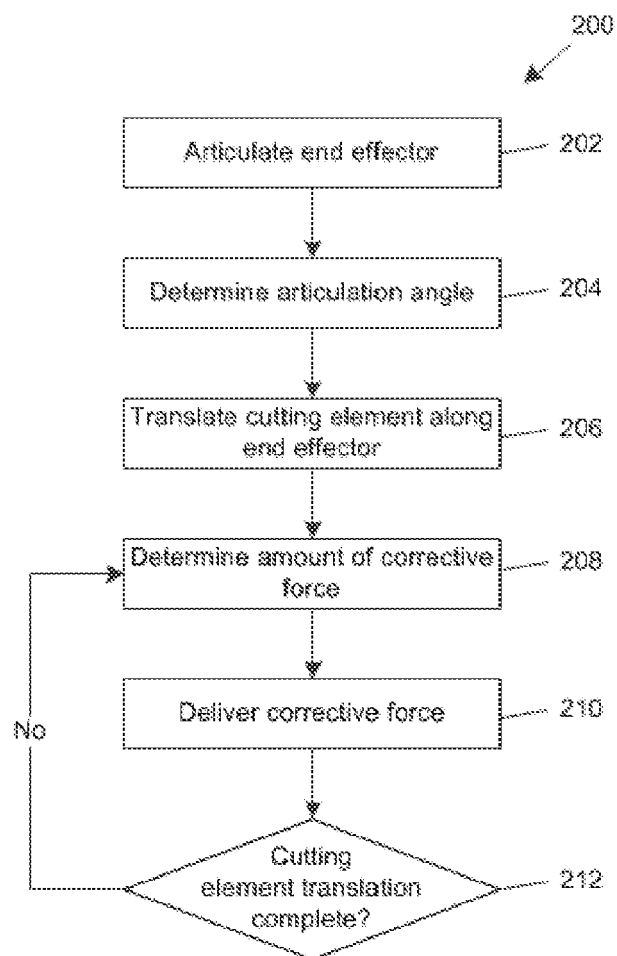 200
Articulate end effector
202
Determine articulation angle
204
Translate cutting element along
end effector
206
Determine amount of corrective
force
208
Deliver corrective force
210
No
Cutting
element translation
complete?
212